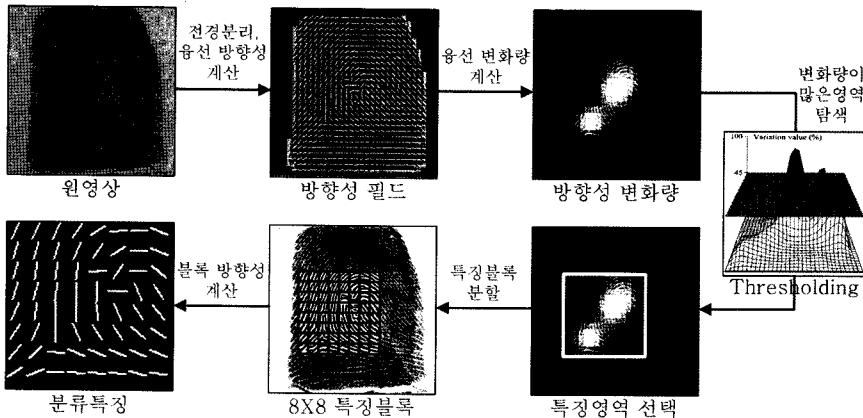 전경분리,
융선 방향성
계산
융선 변화량
계산
변화량이
많은영역
탐색
원영상
방향성 필드
방향성 변화량
100
Variation value (%)
45
Thresholding
블록 방향성
계산
특징블록
분할
분류특징
8X8 특징블록
특징영역 선택